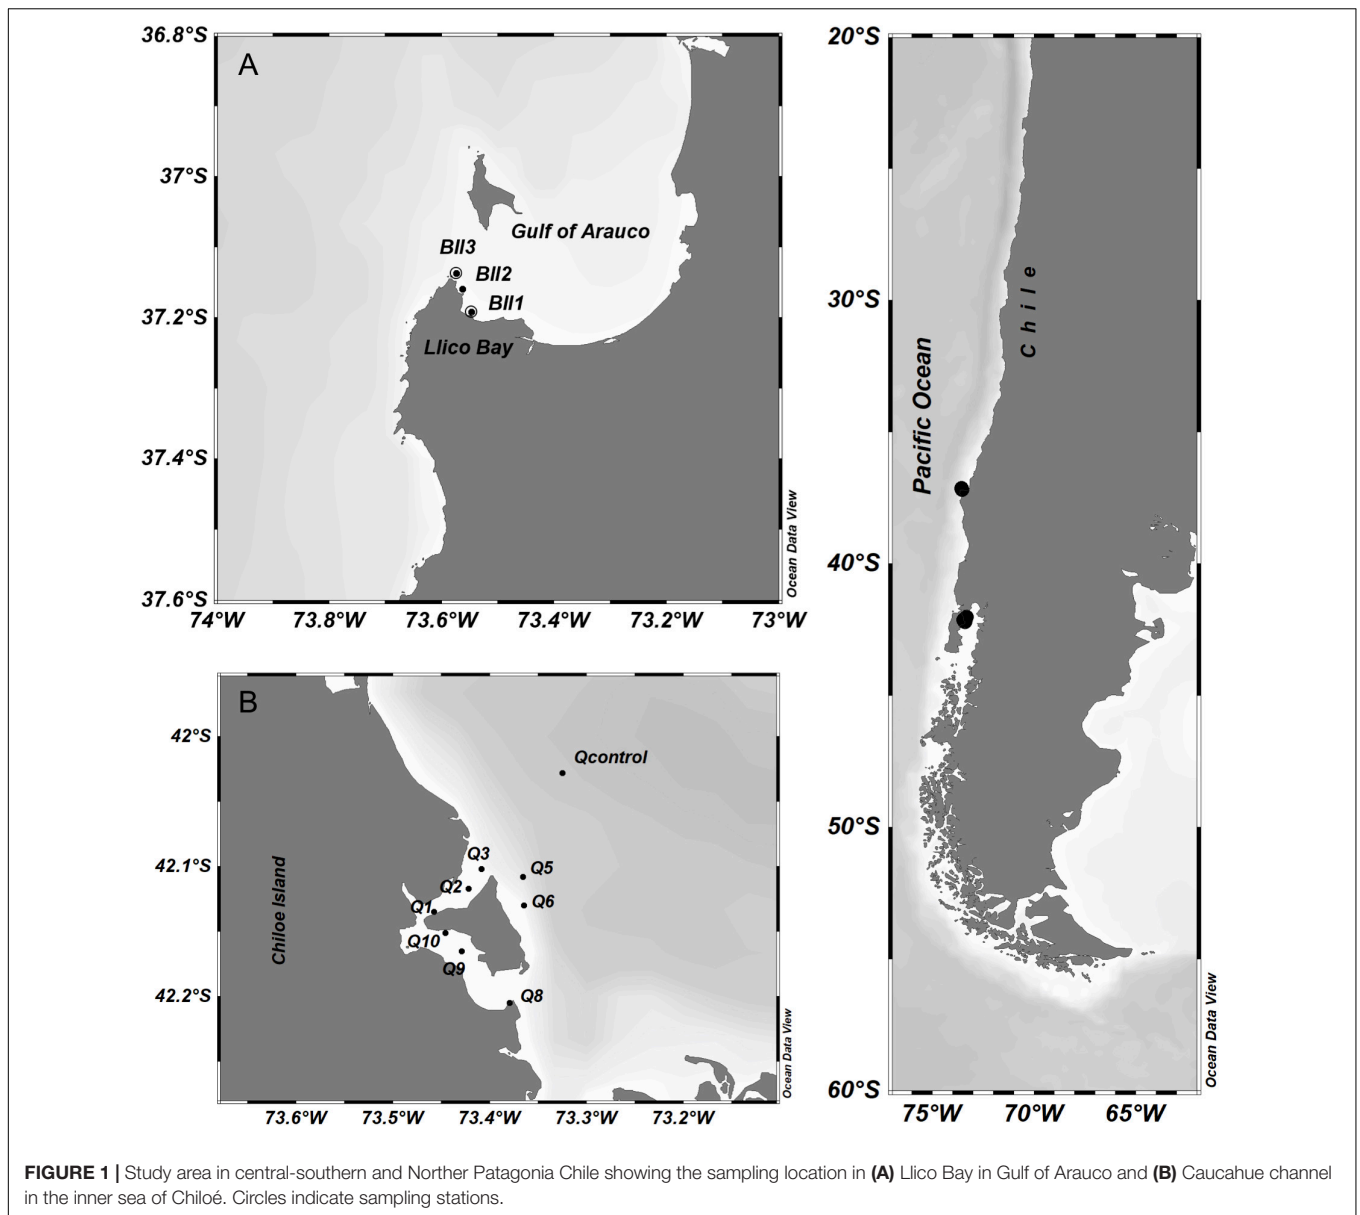 A
36.8°S
37°S
37.2°S
37.4°S
37.6°S
74°W
73.8°W
73.6°W
73.4°W
73.2°W
73°W
Gulf of Arauco
Bll3
Bll2
Bll1
Llico Bay
Ocean Data View
B
42°S
42.1°S
42.2°S
73.6°W
73.5°W
73.4°W
73.3°W
73.2°W
Qcontrol
Q3
Q5
Q2
Q6
Q1
Q10
Q9
Q8
Chiloe Island
Ocean Data View
20°S
30°S
40°S
50°S
60°S
75°W
70°W
65°W
Chile
Pacific Ocean
Ocean Data View
FIGURE 1 | Study area in central-southern and Norther Patagonia Chile showing the sampling location in (A) Llico Bay in Gulf of Arauco and (B) Caucahue channel
in the inner sea of Chiloé. Circles indicate sampling stations.